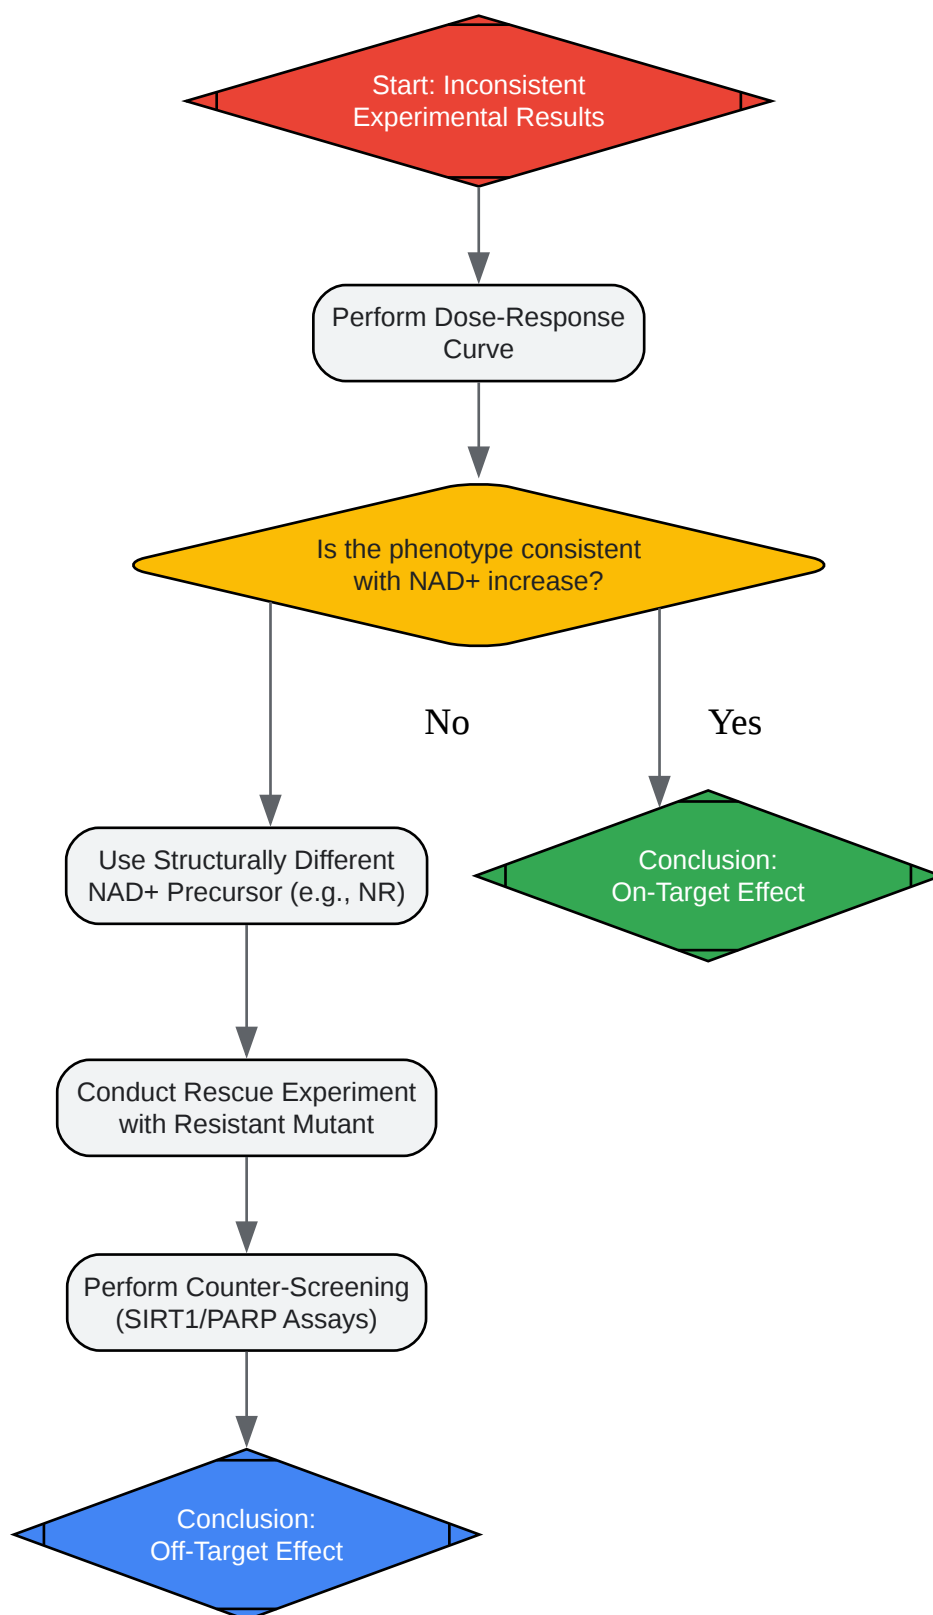 Start: Inconsistent
Experimental Results
Perform Dose-Response
Curve
Is the phenotype consistent
with NAD+ increase?
No
Yes
Use Structurally Different
NAD+ Precursor (e.g., NR)
Conclusion:
On-Target Effect
Conduct Rescue Experiment
with Resistant Mutant
Perform Counter-Screening
(SIRT1/PARP Assays)
Conclusion:
Off-Target Effect